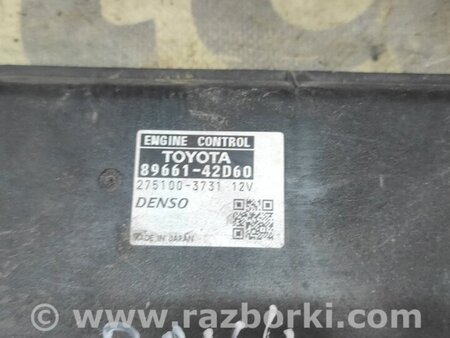 ENGINE CONTROL
TOYOTA
89661-42D60
275100-3731 12V
DENSO
MADE IN JAPAN
© www.razborki.com